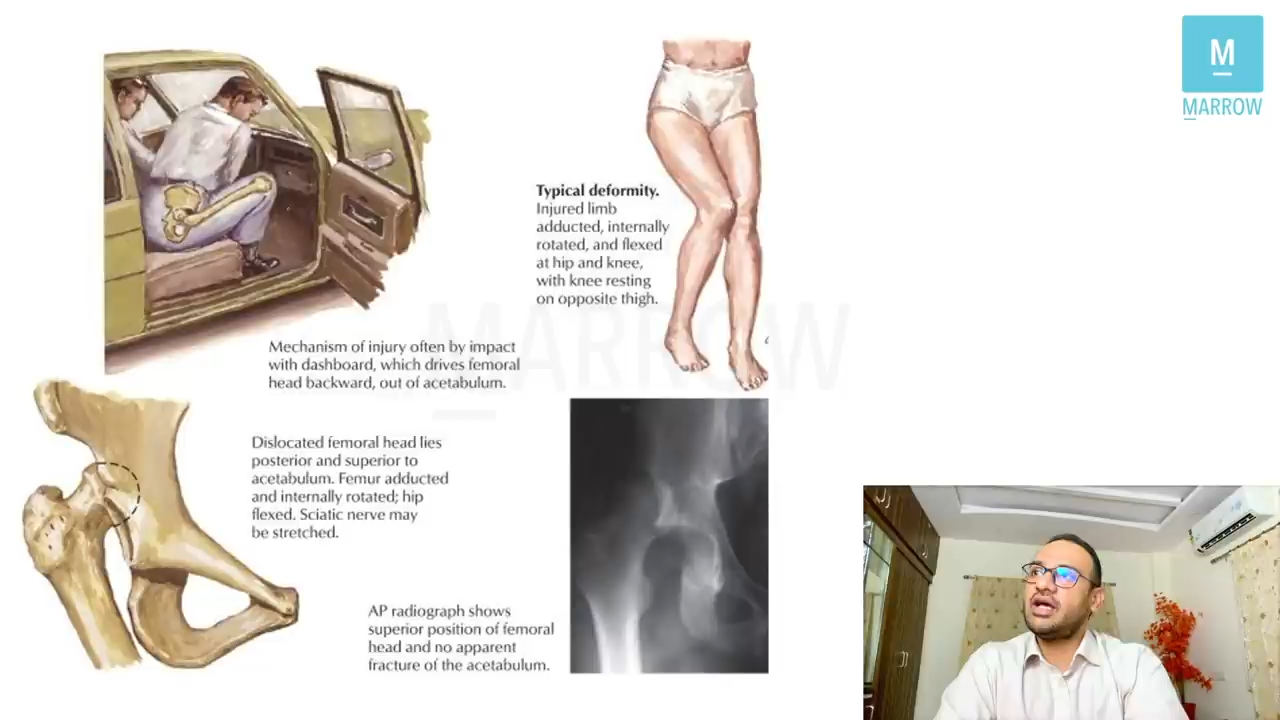 M
MARROW
Typical deformity.
Injured limb
adducted, internally
rotated, and flexed
at hip and knee,
with knee resting
on opposite thigh.
MARROW
Mechanism of injury often by impact
with dashboard, which drives femoral
head backward, out of acetabulum.
Dislocated femoral head lies
posterior and superior to
acetabulum. Femur adducted
and internally rotated; hip
flexed. Sciatic nerve may
be stretched.
AP radiograph shows
superior position of femoral
head and no apparent
fracture of the acetabulum.